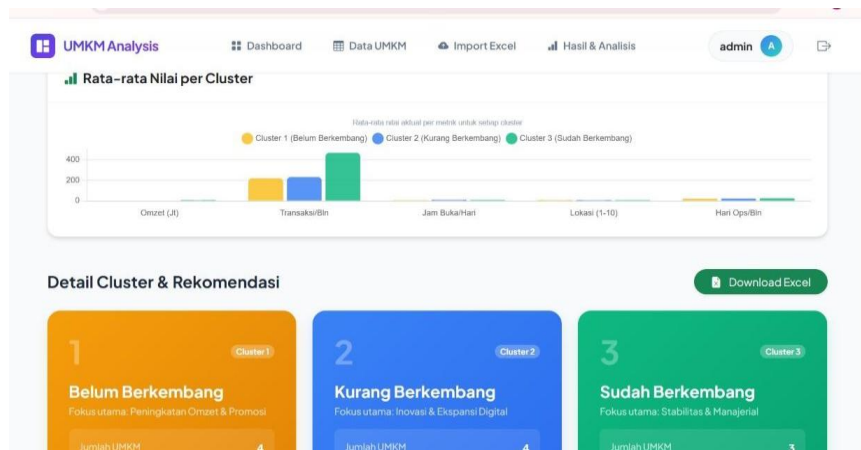 UMKM Analysis
Dashboard
Data UMKM
Import Excel
Hasil & Analisis
admin
A
Rata-rata Nilai per Cluster
Rata-rata nilai aktual per metrik untuk setiap cluster
Cluster 1 (Belum Berkembang) Cluster 2 (Kurang Berkembang) Cluster 3 (Sudah Berkembang)
400
200
0
Omzet (Jt) Transaksi/Bln Jam Buka/Hari Lokasi (1-10) Hari Ops/Bln
Detail Cluster & Rekomendasi
Download Excel
1
Cluster 1
Belum Berkembang
Fokus utama: Peningkatan Omzet & Promosi
Jumlah UMKM 4
2
Cluster 2
Kurang Berkembang
Fokus utama: Inovasi & Ekspansi Digital
Jumlah UMKM 4
3
Cluster 3
Sudah Berkembang
Fokus utama: Stabilitas & Manajerial
Jumlah UMKM 3